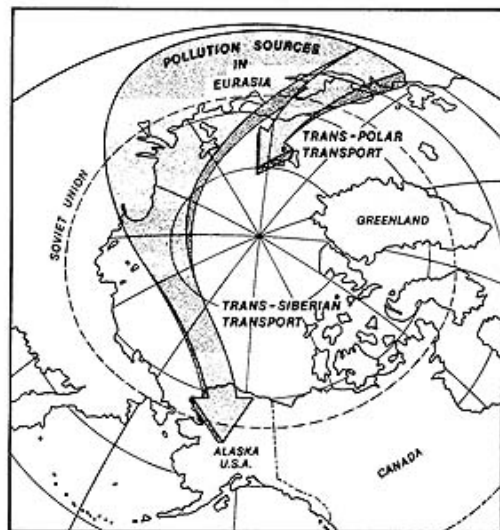 POLLUTION SOURCES
IN
EURASIA
TRANS-POLAR
TRANSPORT
SOVIET UNION
GREENLAND
TRANS-SIBERIAN
TRANSPORT
ALASKA
U.S.A.
CANADA